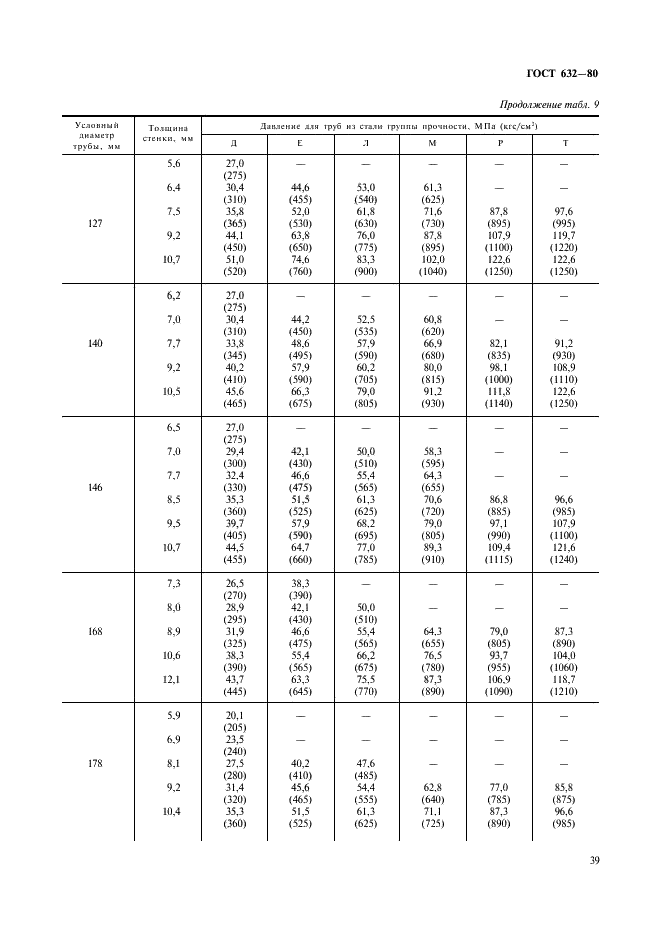 ГОСТ 632—80
Продолжение табл. 9
Условный диаметр трубы, мм | Толщина стенки, мм | Давление для труб из стали группы прочности, МПа (кгс/см²)
Д | Е | Л | М | Р | Т
5,6 27,0 — — — — —
(275)
6,4 30,4 44,6 53,0 61,3 — —
(310) (455) (540) (625)
7,5 35,8 52,0 61,8 71,6 87,8 97,6
127 (365) (530) (630) (730) (895) (995)
9,2 44,1 63,8 76,0 87,8 107,9 119,7
(450) (650) (775) (895) (1100) (1220)
10,7 51,0 74,6 83,3 102,0 122,6 122,6
(520) (760) (900) (1040) (1250) (1250)
6,2 27,0 — — — — —
(275)
7,0 30,4 44,2 52,5 60,8 — —
(310) (450) (535) (620)
140 7,7 33,8 48,6 57,9 66,9 82,1 91,2
(345) (495) (590) (680) (835) (930)
9,2 40,2 57,9 60,2 80,0 98,1 108,9
(410) (590) (705) (815) (1000) (1110)
10,5 45,6 66,3 79,0 91,2 111,8 122,6
(465) (675) (805) (930) (1140) (1250)
6,5 27,0 — — — — —
(275)
7,0 29,4 42,1 50,0 58,3 — —
(300) (430) (510) (595)
7,7 32,4 46,6 55,4 64,3 — —
146 (330) (475) (565) (655)
8,5 35,3 51,5 61,3 70,6 86,8 96,6
(360) (525) (625) (720) (885) (985)
9,5 39,7 57,9 68,2 79,0 97,1 107,9
(405) (590) (695) (805) (990) (1100)
10,7 44,5 64,7 77,0 89,3 109,4 121,6
(455) (660) (785) (910) (1115) (1240)
7,3 26,5 38,3 — — — —
(270) (390)
8,0 28,9 42,1 50,0 — — —
(295) (430) (510)
168 8,9 31,9 46,6 55,4 64,3 79,0 87,3
(325) (475) (565) (655) (805) (890)
10,6 38,3 55,4 66,2 76,5 93,7 104,0
(390) (565) (675) (780) (955) (1060)
12,1 43,7 63,3 75,5 87,3 106,9 118,7
(445) (645) (770) (890) (1090) (1210)
5,9 20,1 — — — — —
(205)
6,9 23,5 — — — — —
(240)
178 8,1 27,5 40,2 47,6 — — —
(280) (410) (485)
9,2 31,4 45,6 54,4 62,8 77,0 85,8
(320) (465) (555) (640) (785) (875)
10,4 35,3 51,5 61,3 71,1 87,3 96,6
(360) (525) (625) (725) (890) (985)
39